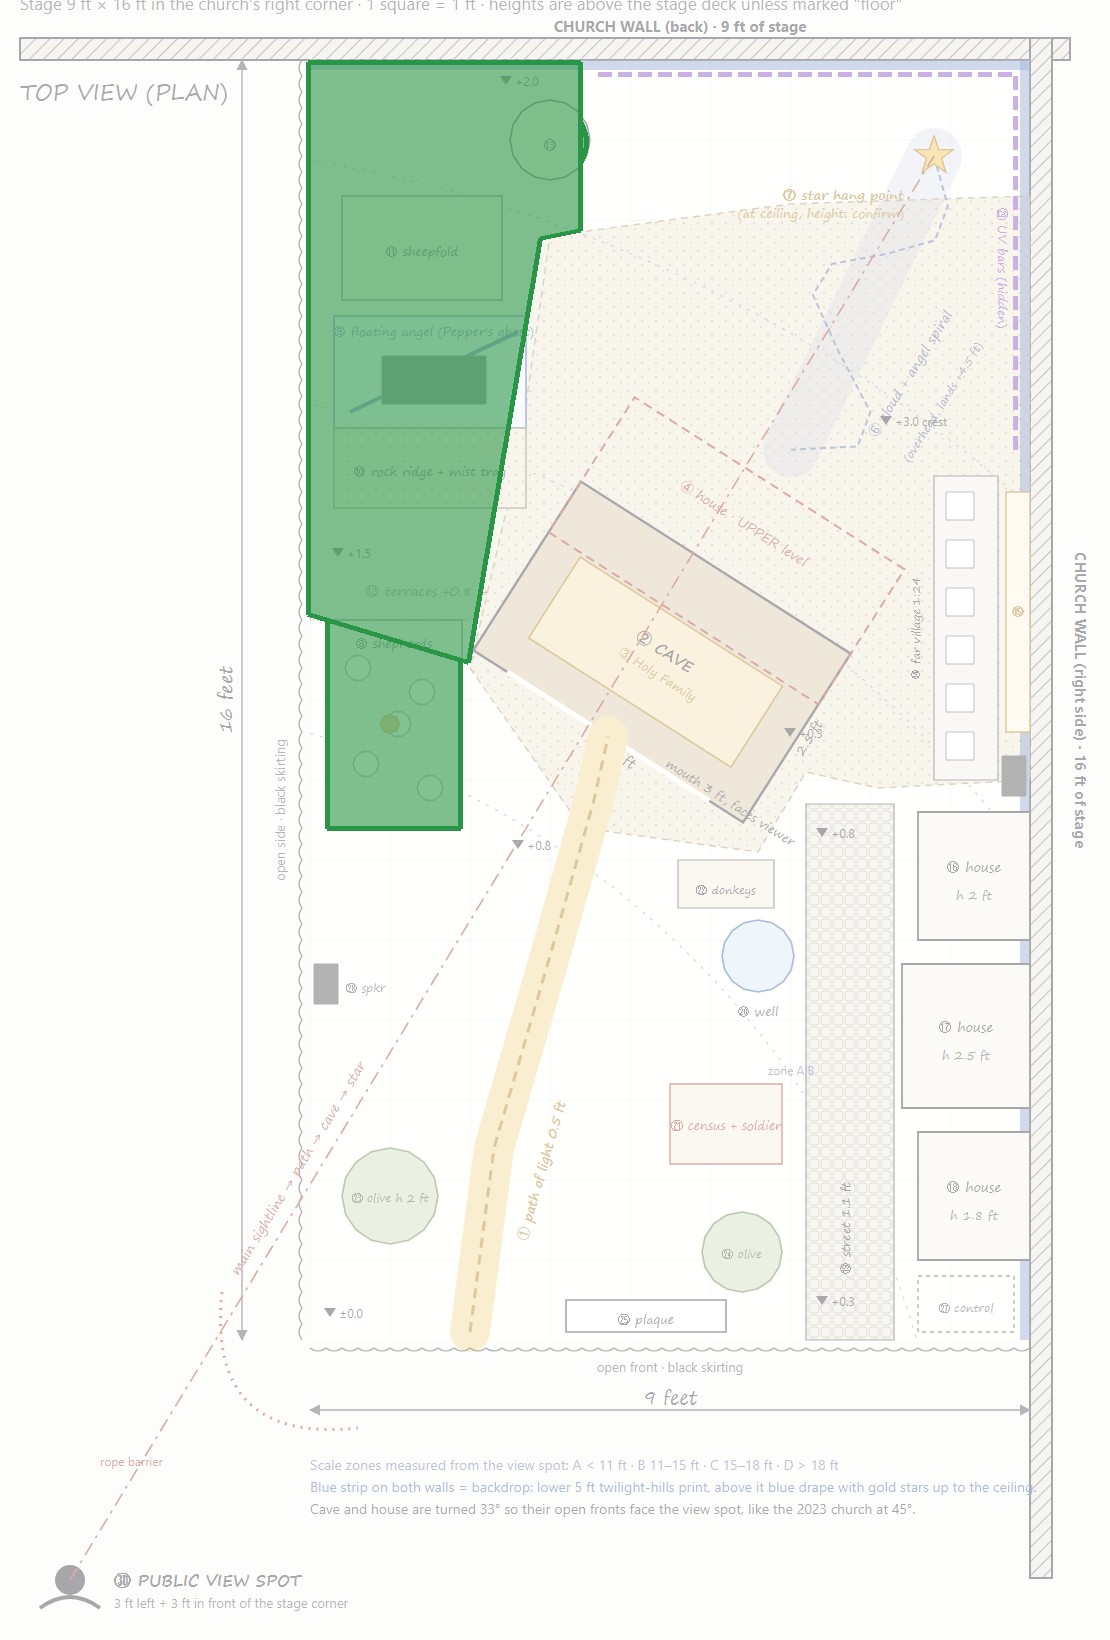 Stage 9 ft × 16 ft in the church's right corner · 1 square = 1 ft · heights are above the stage deck unless marked "floor"
CHURCH WALL (back) · 9 ft of stage
TOP VIEW (PLAN)
+2.0
⑬
⑦ star hang point
(at ceiling, height: confirm)
UV bars (hidden)
⑪ sheepfold
⑨ floating angel (Pepper's ghost)
⑥ cloud + angel spiral
(overhead, lands +4.5 ft)
+3.0 crest
⑩ rock ridge + mist tray
④ house · UPPER level
+1.5
⑫ terraces +0.8
⑧ shepherds
② CAVE
③ Holy Family
⑭ far village 1:24
⑮
CHURCH WALL (right side) · 16 ft of stage
16 feet
open side · black skirting
+0.3
2.5 ft
ft
mouth 3 ft, faces viewer
+0.8
+0.8
⑯ house
h 2 ft
㉒ donkeys
⑳ well
㉖ spkr
⑰ house
h 2.5 ft
zone A/B
㉑ census + soldier
main sightline → path → cave → star
① path of light 0.5 ft
⑱ house
h 1.8 ft
㉓ olive h 2 ft
⑲ street 1.1 ft
㉔ olive
+0.3
㉗ control
±0.0
㉕ plaque
open front · black skirting
9 feet
rope barrier
Scale zones measured from the view spot: A < 11 ft · B 11–15 ft · C 15–18 ft · D > 18 ft
Blue strip on both walls = backdrop: lower 5 ft twilight-hills print, above it blue drape with gold stars up to the ceiling.
Cave and house are turned 33° so their open fronts face the view spot, like the 2023 church at 45°.
㉚ PUBLIC VIEW SPOT
3 ft left + 3 ft in front of the stage corner